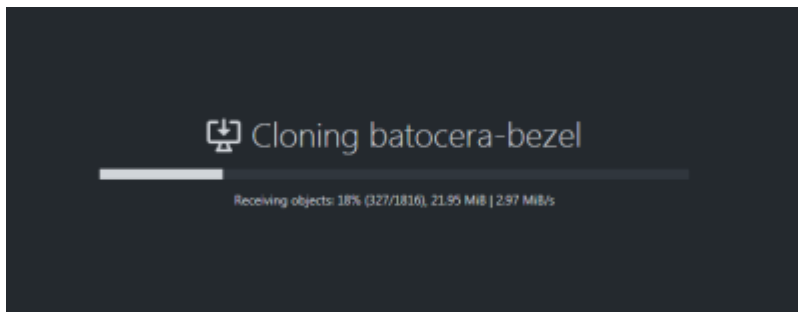 Cloning batocera-bezel
Receiving objects: 18% (327/1816), 21.95 MiB | 2.97 MiB/s